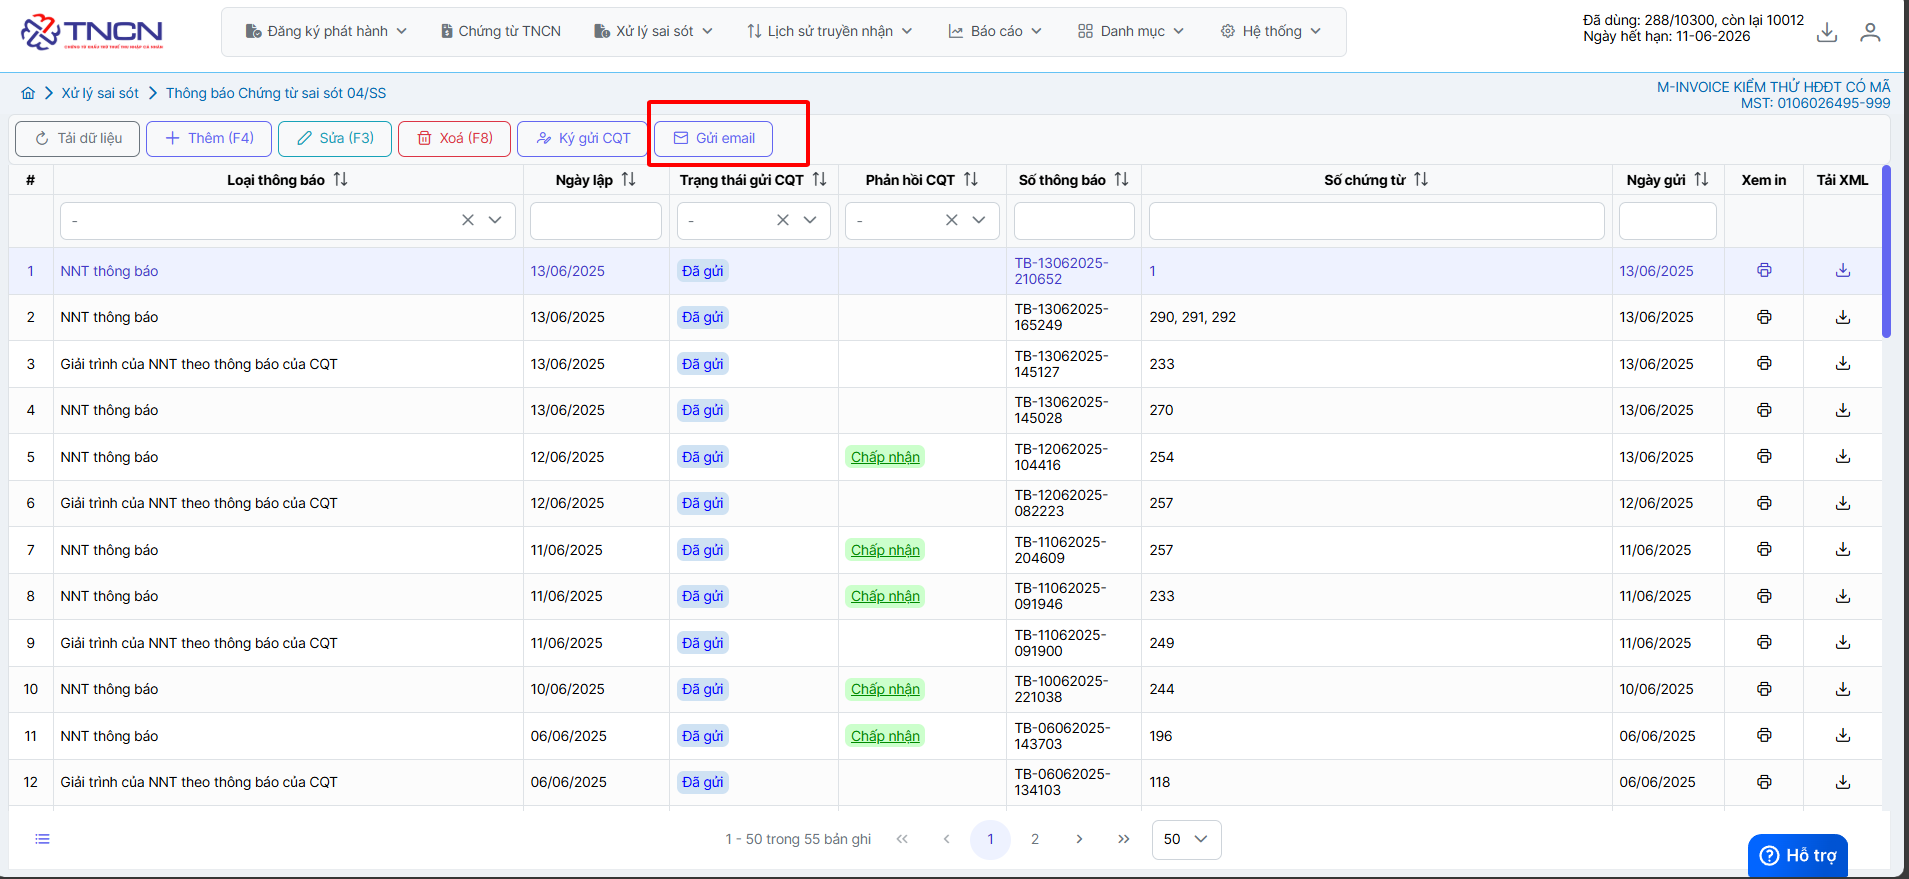 TNCN
CHỨNG TỪ KHẤU TRỪ THUẾ THU NHẬP CÁ NHÂN
Đăng ký phát hành
Chứng từ TNCN
Xử lý sai sót
Lịch sử truyền nhận
Báo cáo
Danh mục
Hệ thống
Đã dùng: 288/10300, còn lại 10012
Ngày hết hạn: 11-06-2026
Xử lý sai sót
Thông báo Chứng từ sai sót 04/SS
M-INVOICE KIỂM THỬ HĐĐT CÓ MÃ
MST: 0106026495-999
Tải dữ liệu
Thêm (F4)
Sửa (F3)
Xoá (F8)
Ký gửi CQT
Gửi email
# Loại thông báo Ngày lập Trạng thái gửi CQT Phản hồi CQT Số thông báo Số chứng từ Ngày gửi Xem in Tải XML
- - -
1 NNT thông báo 13/06/2025 Đã gửi TB-13062025-210652 1 13/06/2025
2 NNT thông báo 13/06/2025 Đã gửi TB-13062025-165249 290, 291, 292 13/06/2025
3 Giải trình của NNT theo thông báo của CQT 13/06/2025 Đã gửi TB-13062025-145127 233 13/06/2025
4 NNT thông báo 13/06/2025 Đã gửi TB-13062025-145028 270 13/06/2025
5 NNT thông báo 12/06/2025 Đã gửi Chấp nhận TB-12062025-104416 254 13/06/2025
6 Giải trình của NNT theo thông báo của CQT 12/06/2025 Đã gửi TB-12062025-082223 257 12/06/2025
7 NNT thông báo 11/06/2025 Đã gửi Chấp nhận TB-11062025-204609 257 11/06/2025
8 NNT thông báo 11/06/2025 Đã gửi Chấp nhận TB-11062025-091946 233 11/06/2025
9 Giải trình của NNT theo thông báo của CQT 11/06/2025 Đã gửi TB-11062025-091900 249 11/06/2025
10 NNT thông báo 10/06/2025 Đã gửi Chấp nhận TB-10062025-221038 244 10/06/2025
11 NNT thông báo 06/06/2025 Đã gửi Chấp nhận TB-06062025-143703 196 06/06/2025
12 Giải trình của NNT theo thông báo của CQT 06/06/2025 Đã gửi TB-06062025-134103 118 06/06/2025
1 - 50 trong 55 bản ghi
1
2
50
Hỗ trợ